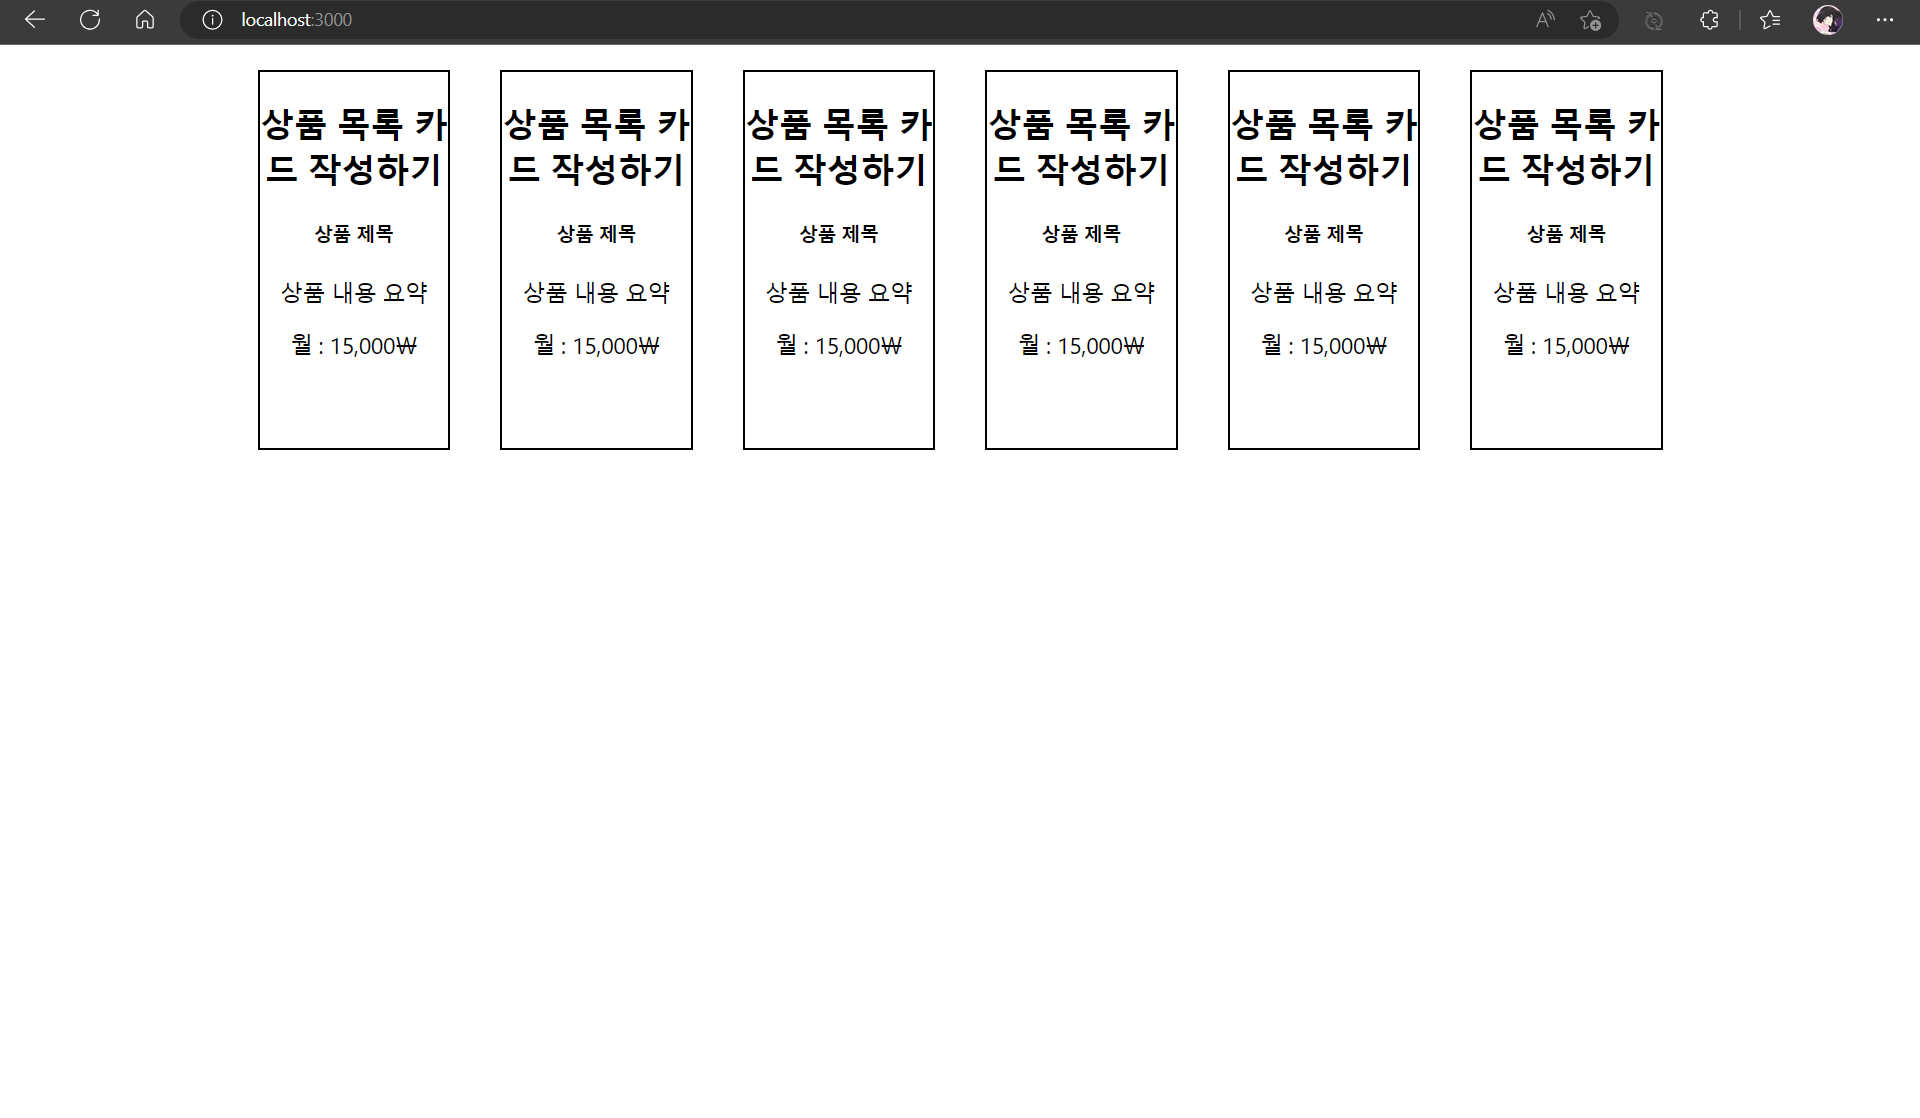 localhost:3000
상품 목록 카
드 작성하기
상품 제목
상품 내용 요약
월 : 15,000₩
상품 목록 카
드 작성하기
상품 제목
상품 내용 요약
월 : 15,000₩
상품 목록 카
드 작성하기
상품 제목
상품 내용 요약
월 : 15,000₩
상품 목록 카
드 작성하기
상품 제목
상품 내용 요약
월 : 15,000₩
상품 목록 카
드 작성하기
상품 제목
상품 내용 요약
월 : 15,000₩
상품 목록 카
드 작성하기
상품 제목
상품 내용 요약
월 : 15,000₩